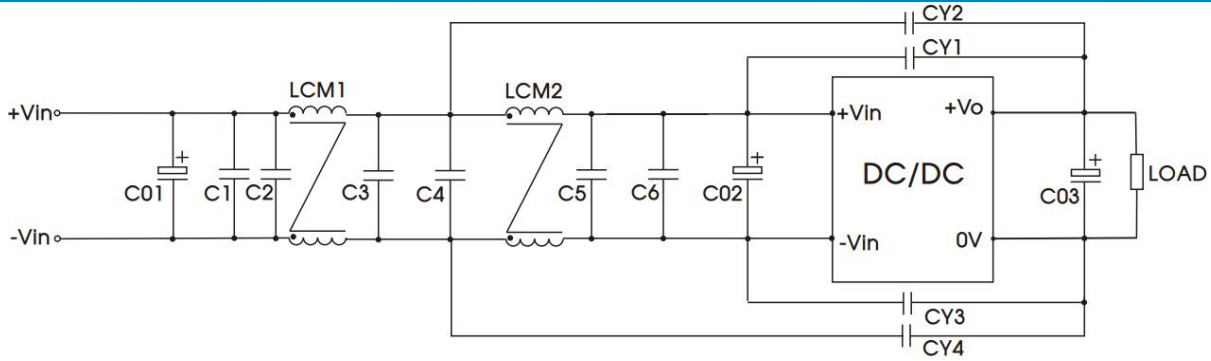 CY2
CY1
LCM1
LCM2
+Vin
+Vin
+Vo
+
+
+
C01
C1
C2
C3
C4
C5
C6
C02
DC/DC
C03
LOAD
-Vin
-Vin
0V
CY3
CY4